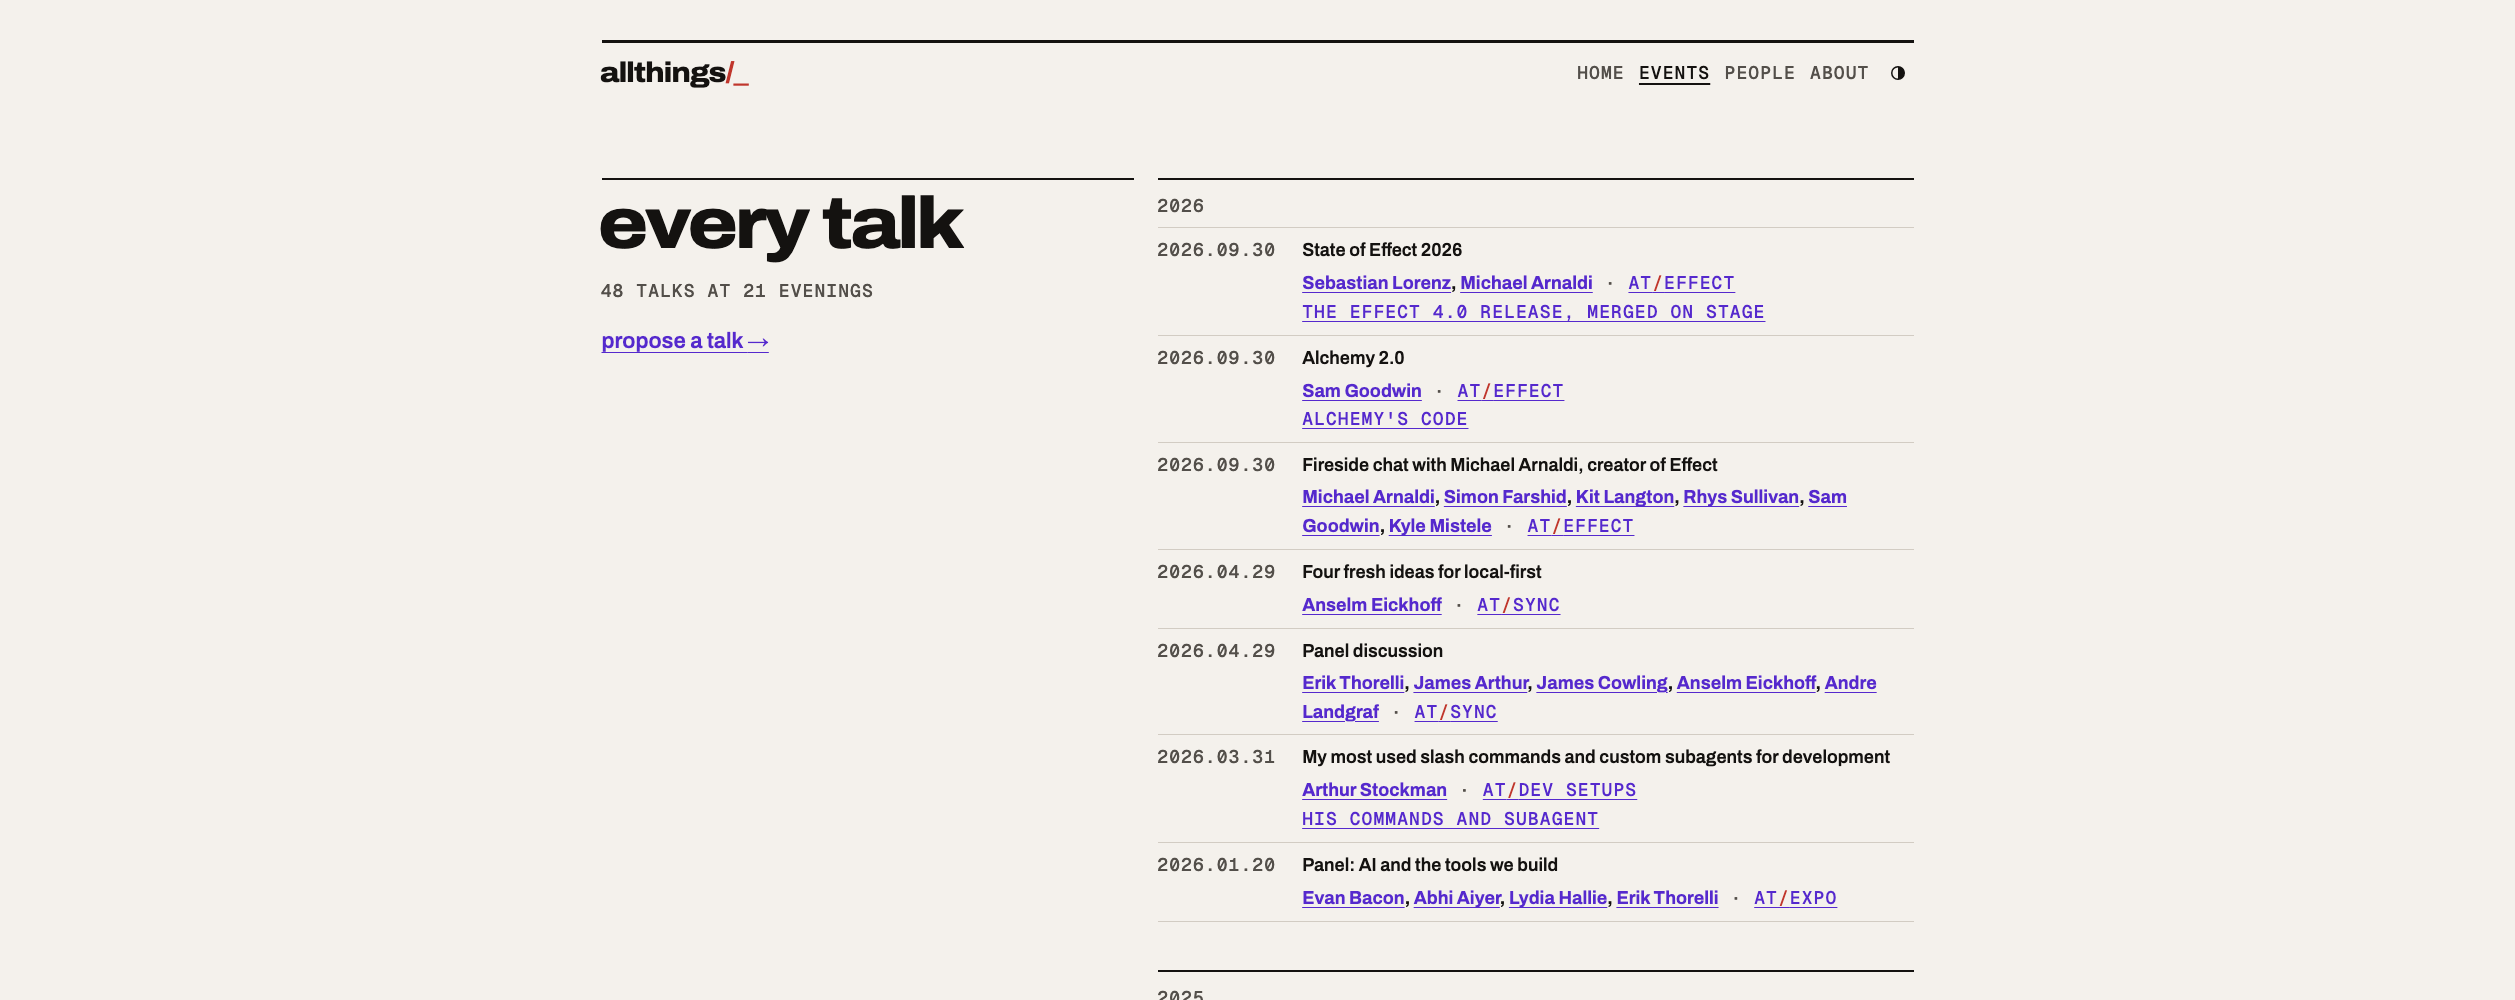 allthings/_
HOME EVENTS PEOPLE ABOUT
every talk
48 TALKS AT 21 EVENINGS
propose a talk →
2026
2026.09.30 State of Effect 2026
Sebastian Lorenz, Michael Arnaldi · AT/EFFECT
THE EFFECT 4.0 RELEASE, MERGED ON STAGE
2026.09.30 Alchemy 2.0
Sam Goodwin · AT/EFFECT
ALCHEMY'S CODE
2026.09.30 Fireside chat with Michael Arnaldi, creator of Effect
Michael Arnaldi, Simon Farshid, Kit Langton, Rhys Sullivan, Sam
Goodwin, Kyle Mistele · AT/EFFECT
2026.04.29 Four fresh ideas for local-first
Anselm Eickhoff · AT/SYNC
2026.04.29 Panel discussion
Erik Thorelli, James Arthur, James Cowling, Anselm Eickhoff, Andre
Landgraf · AT/SYNC
2026.03.31 My most used slash commands and custom subagents for development
Arthur Stockman · AT/DEV SETUPS
HIS COMMANDS AND SUBAGENT
2026.01.20 Panel: AI and the tools we build
Evan Bacon, Abhi Aiyer, Lydia Hallie, Erik Thorelli · AT/EXPO
2025